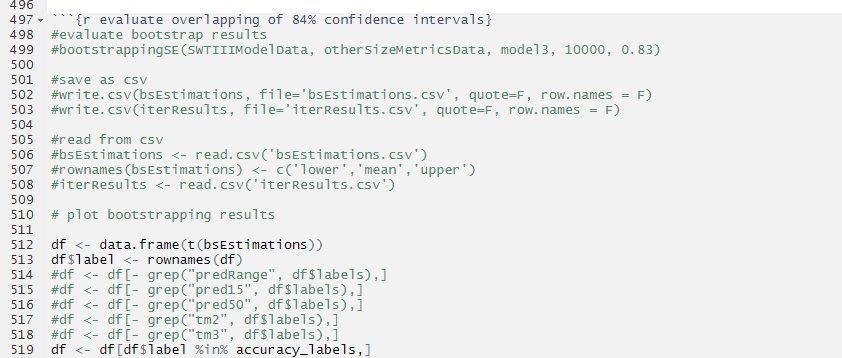 496
497 ```{r evaluate overlapping of 84% confidence intervals}
498 #evaluate bootstrap results
499 #bootstrappingSE(SWTIIIModelData, otherSizeMetricsData, model3, 10000, 0.83)
500
501 #save as csv
502 #write.csv(bsEstimations, file='bsEstimations.csv', quote=F, row.names = F)
503 #write.csv(iterResults, file='iterResults.csv', quote=F, row.names = F)
504
505 #read from csv
506 #bsEstimations <- read.csv('bsEstimations.csv')
507 #rownames(bsEstimations) <- c('lower','mean','upper')
508 #iterResults <- read.csv('iterResults.csv')
509
510 # plot bootstrapping results
511
512 df <- data.frame(t(bsEstimations))
513 df$label <- rownames(df)
514 #df <- df[- grep("predRange", df$labels),]
515 #df <- df[- grep("pred15", df$labels),]
516 #df <- df[- grep("pred50", df$labels),]
517 #df <- df[- grep("tm2", df$labels),]
518 #df <- df[- grep("tm3", df$labels),]
519 df <- df[df$label %in% accuracy_labels,]